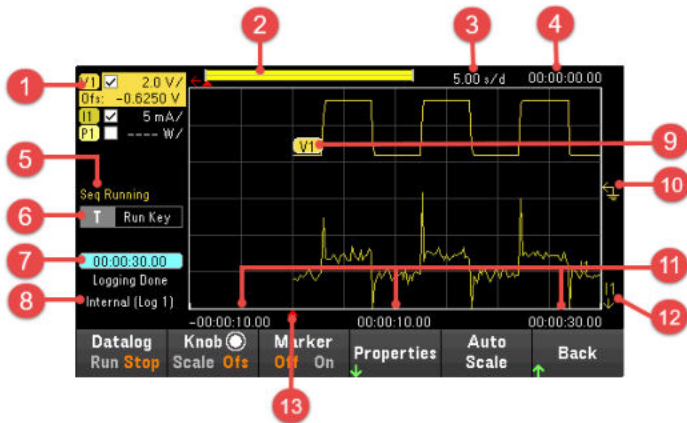 2
3
4
1
V1 2.0 V/
5.00 s/d
00:00:00.00
Ofs: -0.6250 V
I1 5 mA/
P1 ---- W/
V1
9
5
Seq Running
10
6
T Run Key
7
00:00:30.00
I1
11
Logging Done
8
Internal (Log 1)
I1
12
-00:00:10.00
00:00:10.00
00:00:30.00
Datalog
Run Stop
Knob
Scale Ofs
Marker
Off On
Properties
Auto
Scale
Back
13